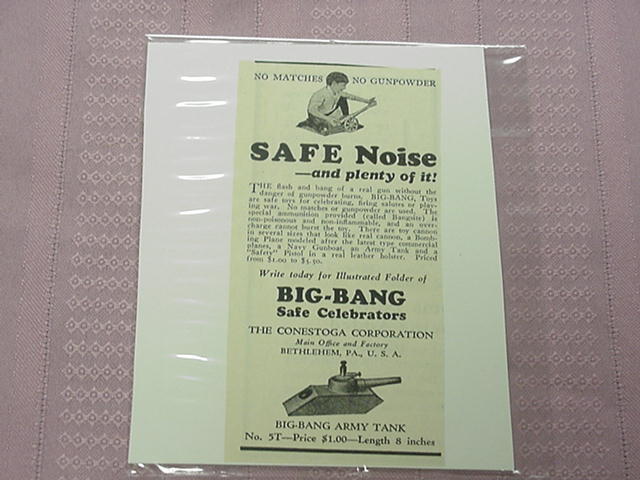 NO MATCHES NO GUNPOWDER
SAFE Noise
—and plenty of it!
THE flash and bang of a real gun without the
danger of gunpowder burns. BIG-BANG, Toys
are safe toys for celebrating, firing salutes or play-
ing war. No matches or gunpowder are used. The
special ammunition provided (called Bangsite) is
non-poisonous and non-inflammable, and an over-
charge cannot burst the toy. There are toy cannon
in several sizes that look like real cannon, a Bomb-
ing Plane modeled after the latest type commercial
planes, a Navy Gunboat, an Army Tank and a
"Safety" Pistol in a real leather holster. Priced
from $1.00 to $5.50.
Write today for Illustrated Folder of
BIG-BANG
Safe Celebrators
THE CONESTOGA CORPORATION
Main Office and Factory
BETHLEHEM, PA., U. S. A.
BIG-BANG ARMY TANK
No. 5T—Price $1.00—Length 8 inches